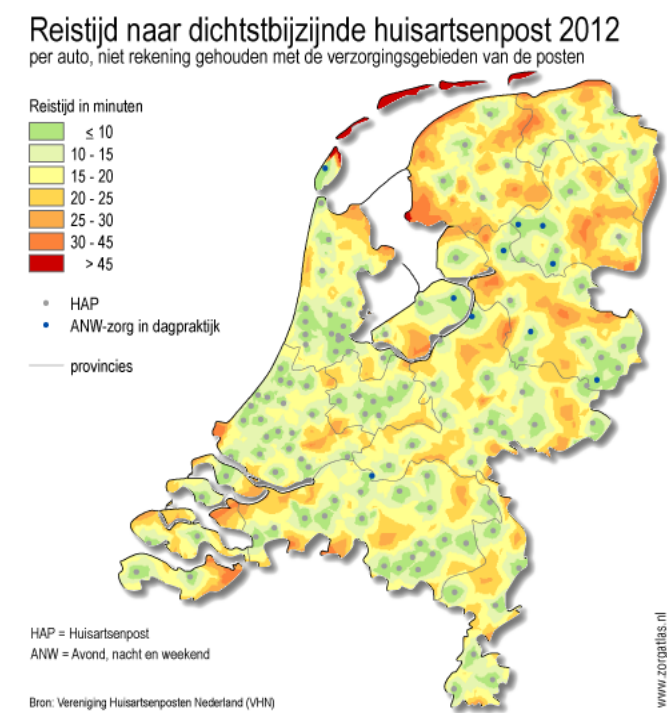 Reistijd naar dichtstbijzijnde huisartsenpost 2012
per auto, niet rekening gehouden met de verzorgingsgebieden van de posten
Reistijd in minuten
≤ 10
10 - 15
15 - 20
20 - 25
25 - 30
30 - 45
> 45
HAP
ANW-zorg in dagpraktijk
provincies
HAP = Huisartsenpost
ANW = Avond, nacht en weekend
Bron: Vereniging Huisartsenposten Nederland (VHN)
www.zorgatlas.nl